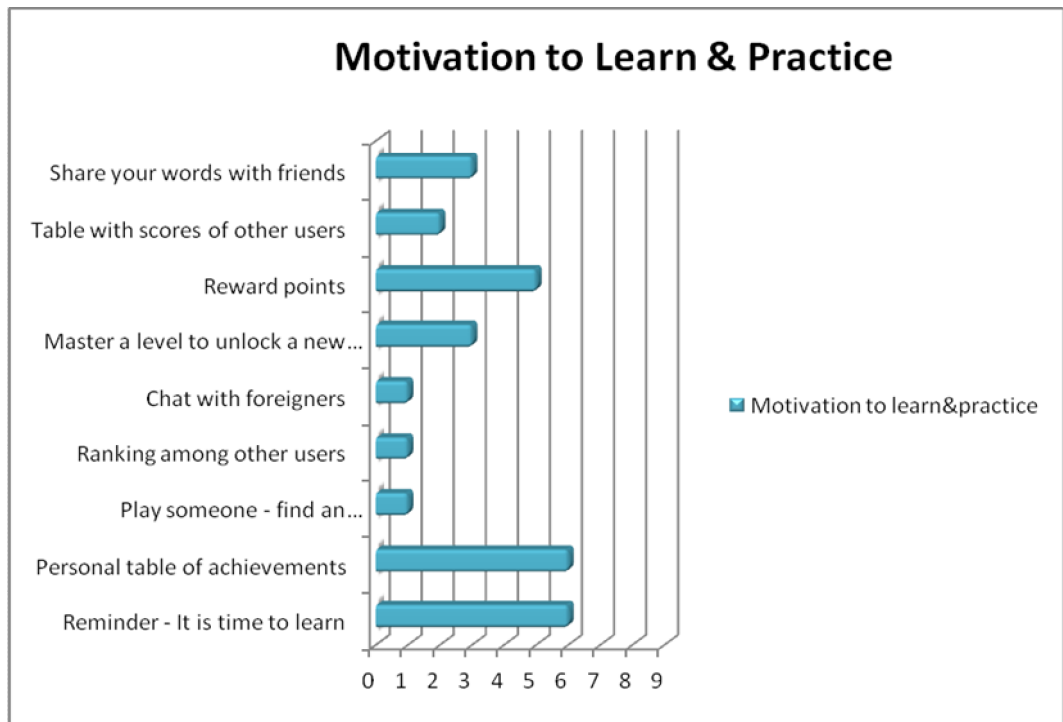 Motivation to Learn & Practice
Share your words with friends
Table with scores of other users
Reward points
Master a level to unlock a new...
Chat with foreigners
Ranking among other users
Play someone - find an...
Personal table of achievements
Reminder - It is time to learn
Motivation to learn&practice
0 1 2 3 4 5 6 7 8 9